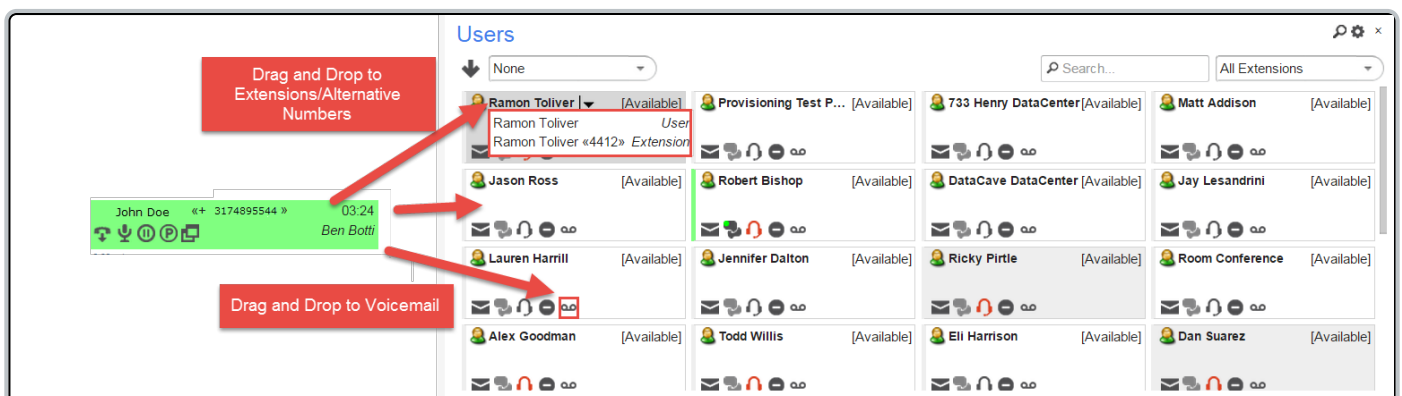 Users
×
Drag and Drop to
Extensions/Alternative
Numbers
None
Search...
All Extensions
Ramon Toliver [Available]
Provisioning Test P... [Available]
733 Henry DataCenter [Available]
Matt Addison [Available]
Ramon Toliver User
Ramon Toliver «4412» Extension
Jason Ross [Available]
Robert Bishop [Available]
DataCave DataCenter [Available]
Jay Lesandrini [Available]
John Doe «+ 3174895544 » 03:24
Ben Botti
Lauren Harrill [Available]
Jennifer Dalton [Available]
Ricky Pirtle [Available]
Room Conference [Available]
Drag and Drop to Voicemail
Alex Goodman [Available]
Todd Willis [Available]
Eli Harrison [Available]
Dan Suarez [Available]